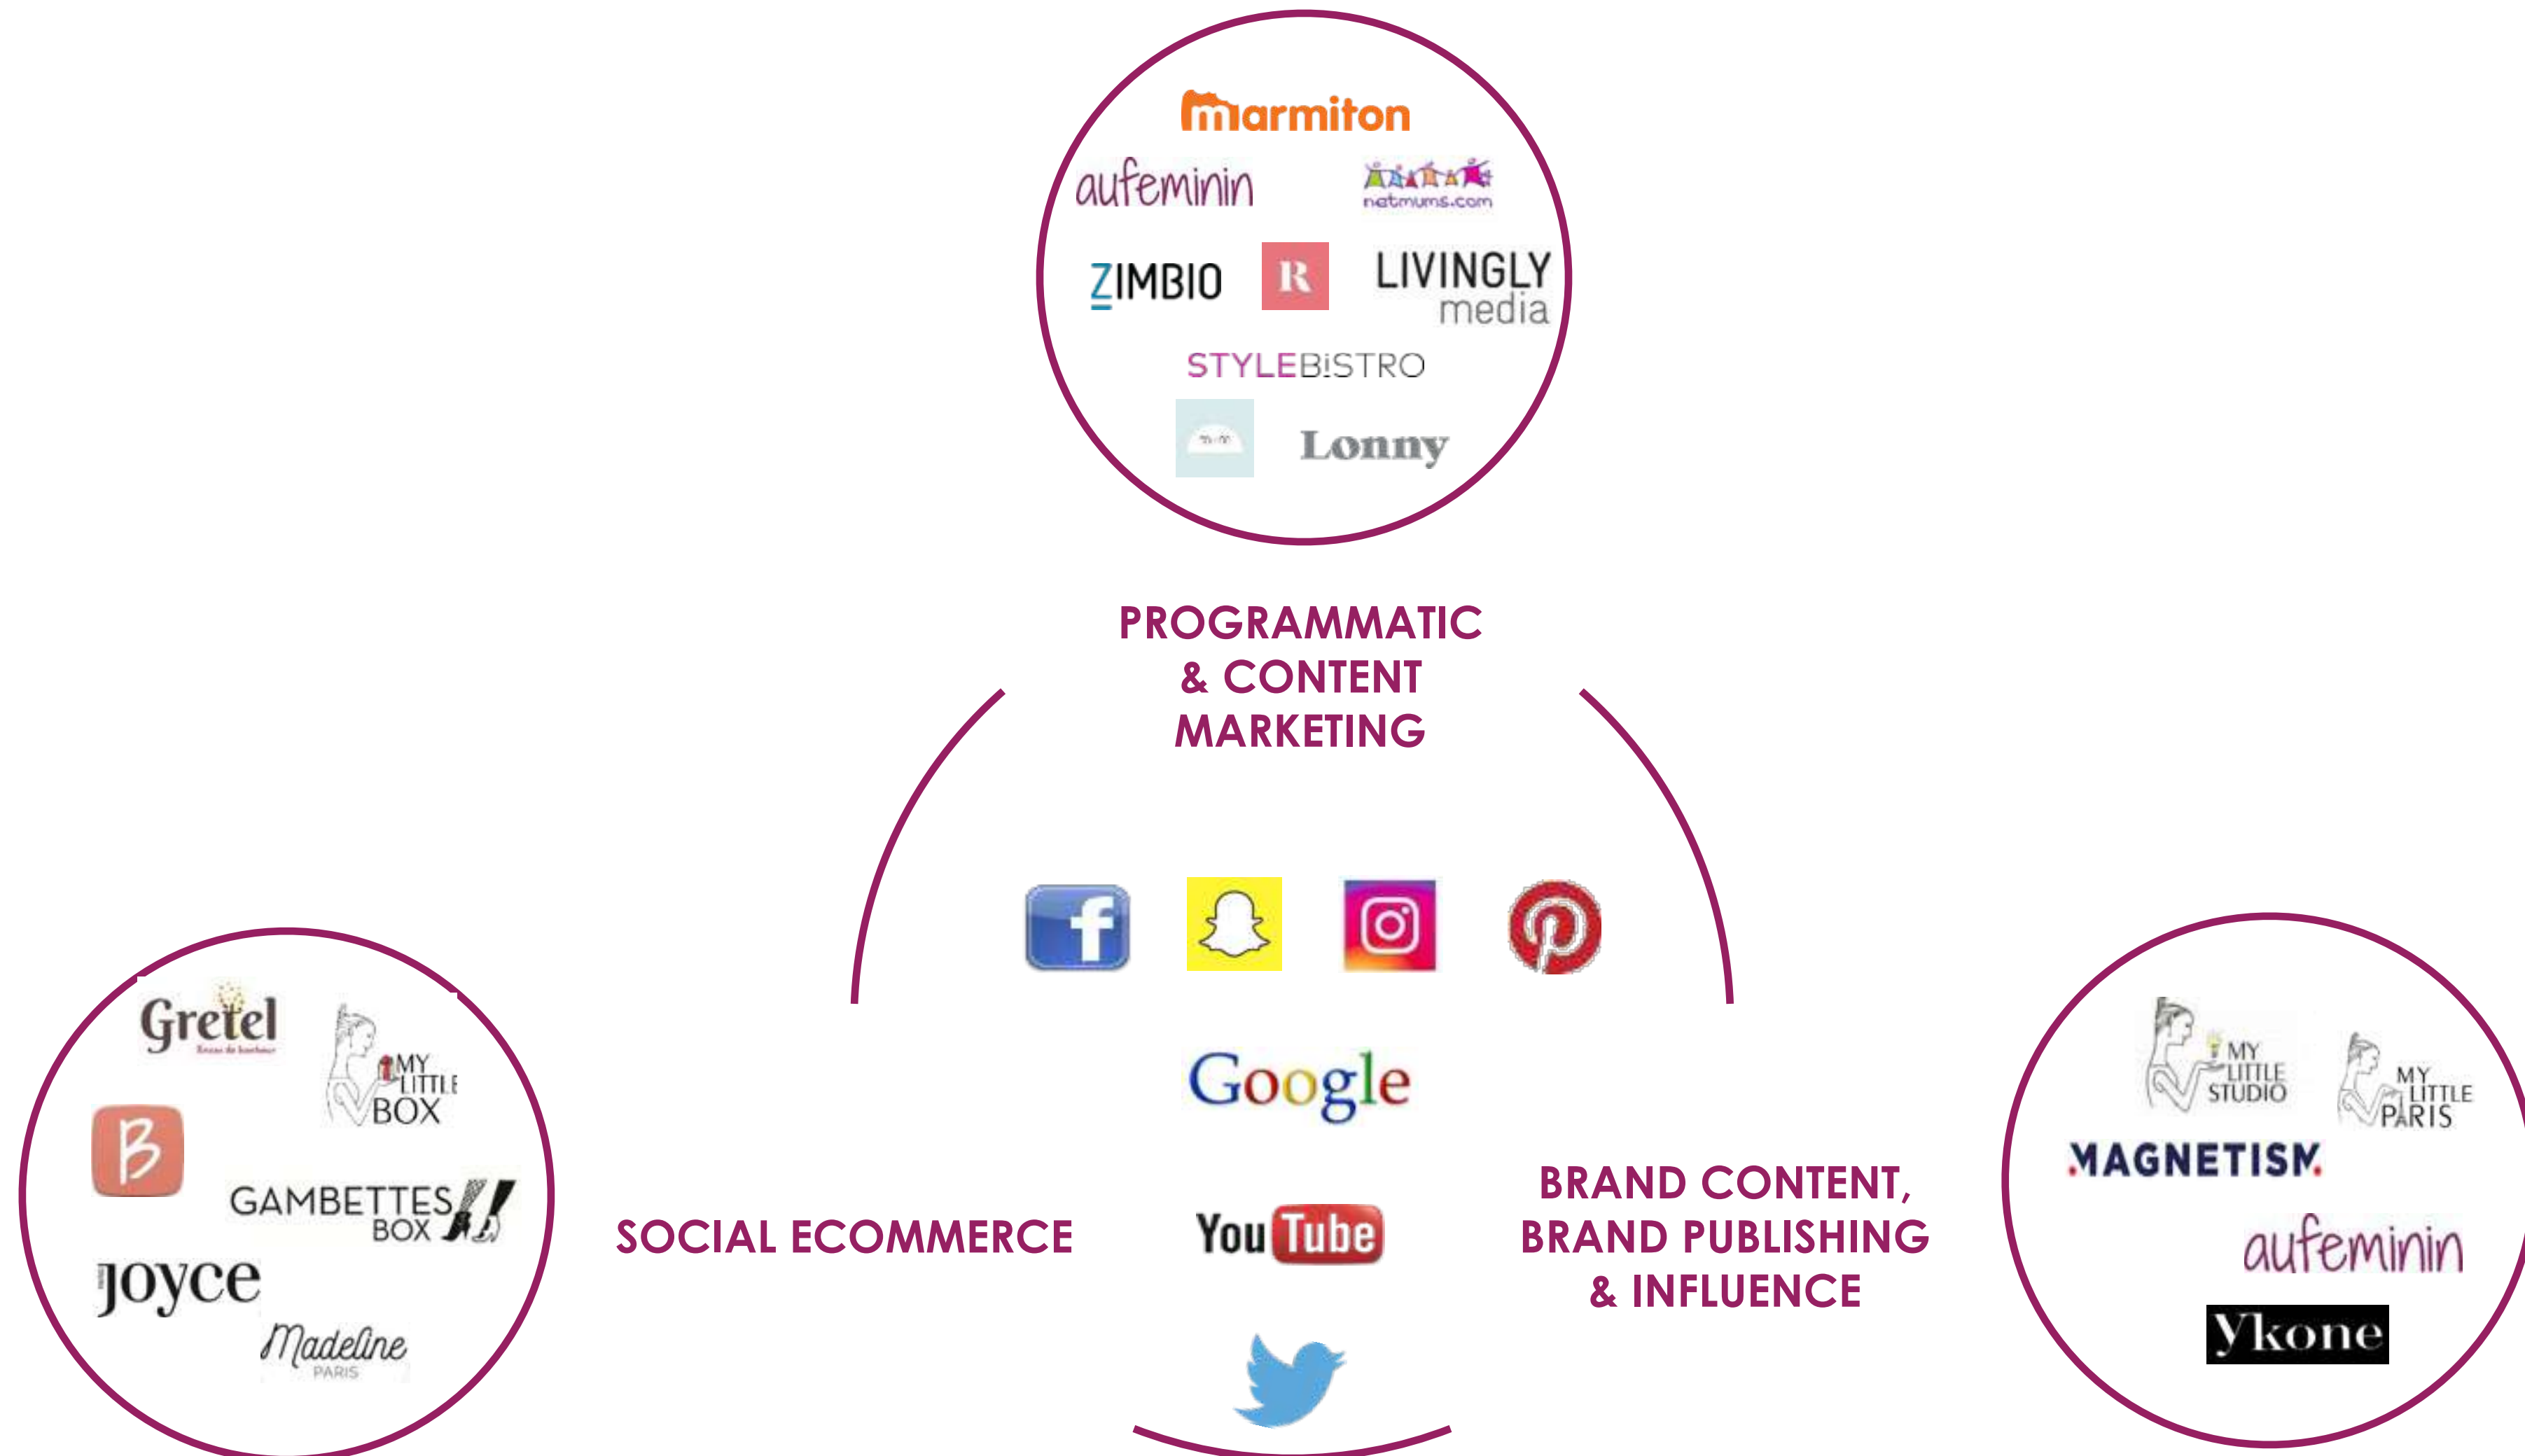 marmiton
aufeminin
netmums.com
ZIMBIO
R
LIVINGLY
media
STYLEBiSTRO
Lonny
PROGRAMMATIC
& CONTENT
MARKETING
f
Google
You Tube
SOCIAL ECOMMERCE
BRAND CONTENT,
BRAND PUBLISHING
& INFLUENCE
Gretel
MY
LITTLE
BOX
B
GAMBETTES
BOX
Joyce
Madeline
PARIS
MY
LITTLE
STUDIO
MY
LITTLE
PARIS
MAGNETISM
aufeminin
Ykone